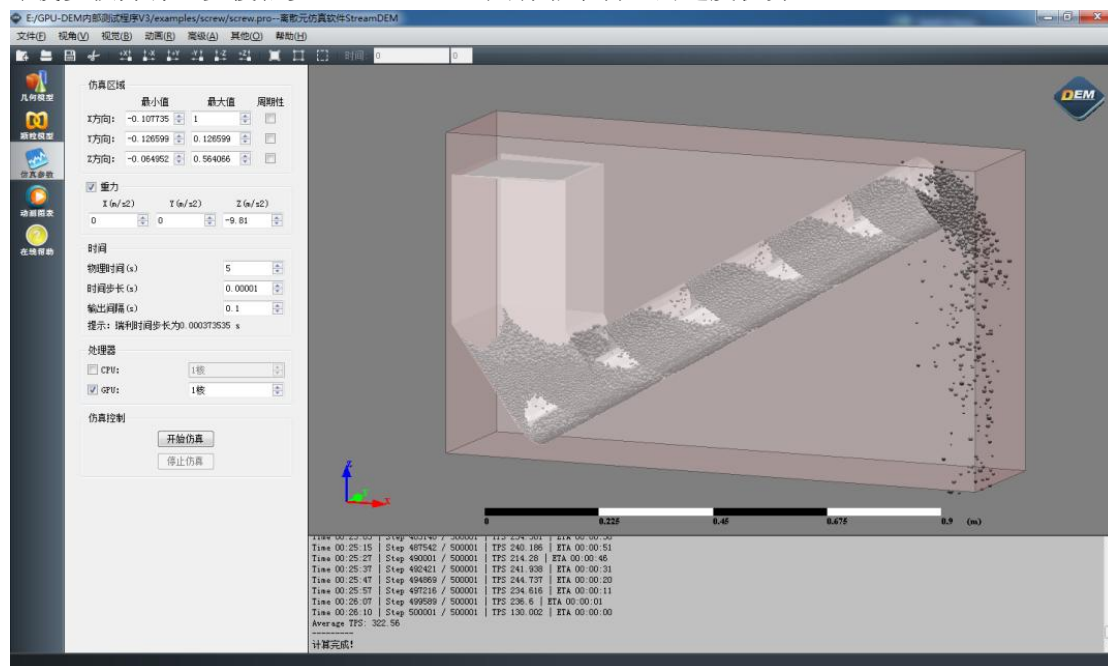 E:/GPU-DEM内部测试程序V3/examples/screw/screw.pro--离散元仿真软件StreamDEM
文件(F) 视角(V) 视觉(B) 动画(R) 高级(A) 其他(O) 帮助(H)
时间 0 0
几何模型
颗粒模型
仿真参数
动画图表
在线帮助
仿真区域
最小值 最大值 周期性
X方向: -0.107735 1
Y方向: -0.126599 0.126599
Z方向: -0.064952 0.564066
重力
X(m/s2) Y(m/s2) Z(m/s2)
0 0 -9.81
时间
物理时间(s) 5
时间步长(s) 0.00001
输出间隔(s) 0.1
提示: 瑞利时间步长为0.000373535 s
处理器
CPU: 1核
GPU: 1核
仿真控制
开始仿真
停止仿真
DEM
Z
X
0 0.225 0.45 0.675 0.9 (m)
Time 00:25:15 | Step 487542 / 500001 | TPS 240.186 | ETA 00:00:51
Time 00:25:27 | Step 490001 / 500001 | TPS 214.28 | ETA 00:00:46
Time 00:25:37 | Step 492421 / 500001 | TPS 241.938 | ETA 00:00:31
Time 00:25:47 | Step 494869 / 500001 | TPS 244.737 | ETA 00:00:20
Time 00:25:57 | Step 497216 / 500001 | TPS 234.616 | ETA 00:00:11
Time 00:26:07 | Step 499589 / 500001 | TPS 236.6 | ETA 00:00:01
Time 00:26:10 | Step 500001 / 500001 | TPS 130.002 | ETA 00:00:00
Average TPS: 322.56
---------
计算完成!